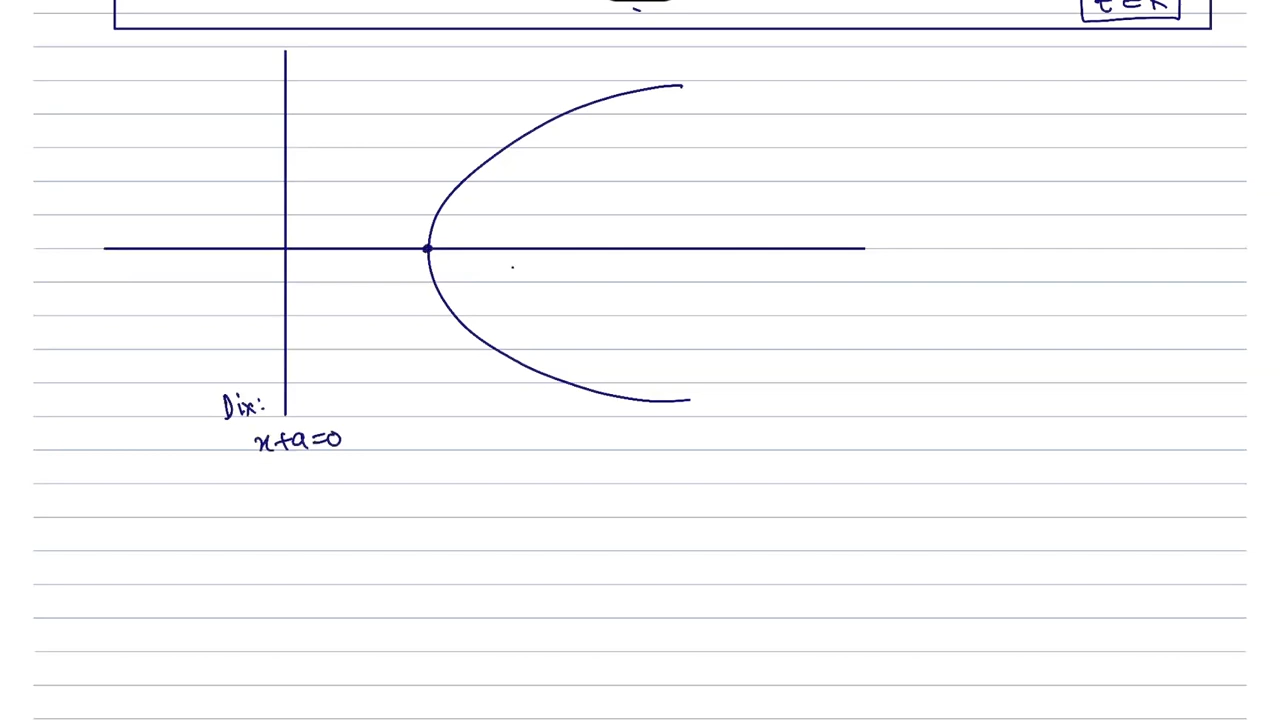 t ∈ R
Dix:
x+a=0